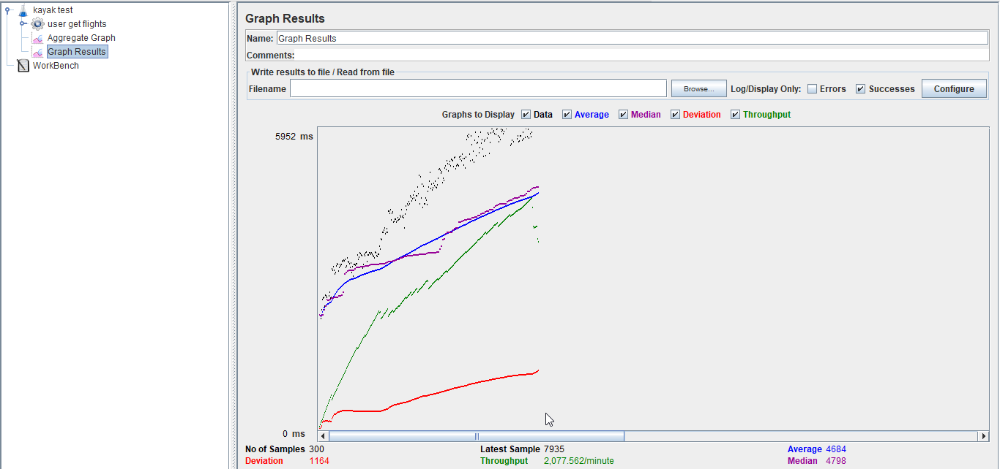 kayak test
user get flights
Aggregate Graph
Graph Results
WorkBench
Graph Results
Name: Graph Results
Comments:
Write results to file / Read from file
Filename Browse... Log/Display Only: Errors Successes Configure
Graphs to Display Data Average Median Deviation Throughput
5952 ms
0 ms
No of Samples 300 Latest Sample 7935 Average 4684
Deviation 1164 Throughput 2,077.562/minute Median 4798